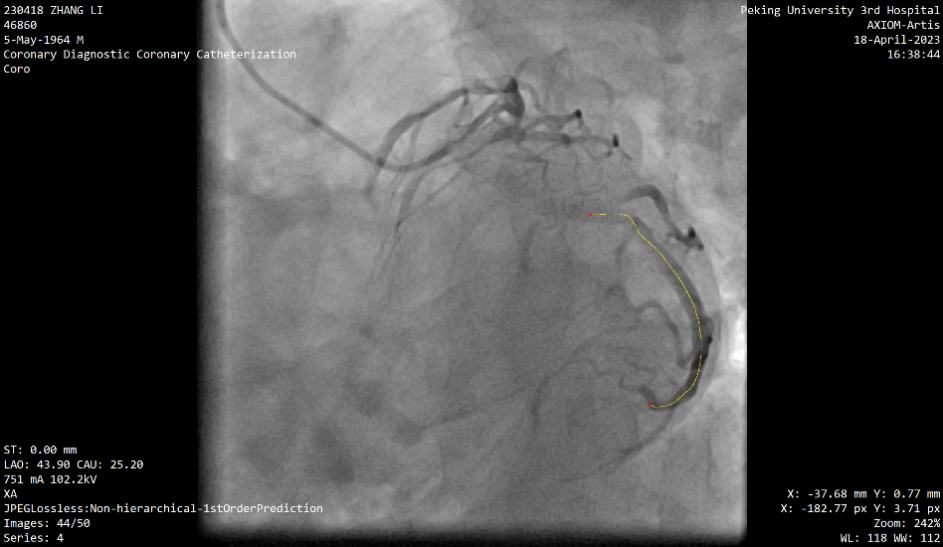 230418 ZHANG LI
46860
5-May-1964 M
Coronary Diagnostic Coronary Catheterization
Coro
Peking University 3rd Hospital
AXIOM-Artis
18-April-2023
16:38:44
ST: 0.00 mm
LAO: 43.90 CAU: 25.20
751 mA 102.2kV
XA
JPEGLossless:Non-hierarchical-1stOrderPrediction
Images: 44/50
Series: 4
X: -37.68 mm Y: 0.77 mm
X: -182.77 px Y: 3.71 px
Zoom: 242%
WL: 118 WW: 112